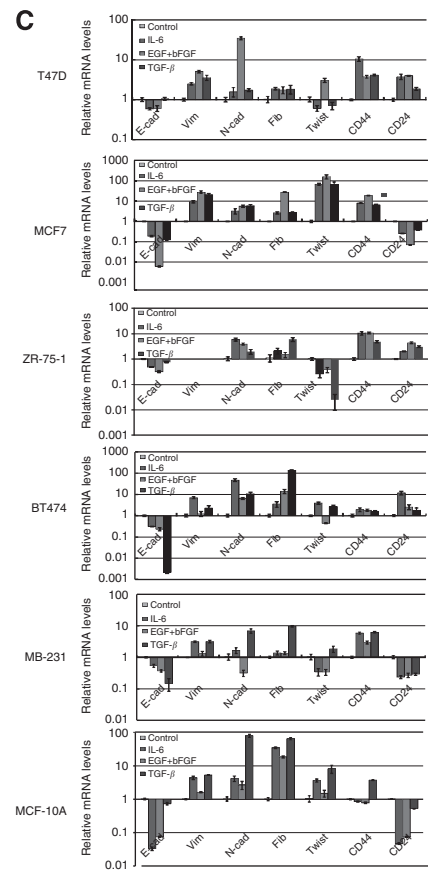 C
T47D
Relative mRNA levels
100
10
1
0.1
Control
IL-6
EGF+bFGF
TGF-β
E-cad
Vim
N-cad
Fib
Twist
CD44
CD24
MCF7
Relative mRNA levels
1000
100
10
1
0.1
0.01
0.001
Control
IL-6
EGF+bFGF
TGF-β
E-cad
Vim
N-cad
Fib
Twist
CD44
CD24
ZR-75-1
Relative mRNA levels
100
10
1
0.1
0.01
0.001
Control
IL-6
EGF+bFGF
TGF-β
E-cad
Vim
N-cad
Fib
Twist
CD44
CD24
BT474
Relative mRNA levels
1000
100
10
1
0.1
0.01
0.001
Control
IL-6
EGF+bFGF
TGF-β
E-cad
Vim
N-cad
Fib
Twist
CD44
CD24
MB-231
Relative mRNA levels
100
10
1
0.1
0.01
Control
IL-6
EGF+bFGF
TGF-β
E-cad
Vim
N-cad
Fib
Twist
CD44
CD24
MCF-10A
Relative mRNA levels
100
10
1
0.1
0.01
Control
IL-6
EGF+bFGF
TGF-β
E-cad
Vim
N-cad
Fib
Twist
CD44
CD24